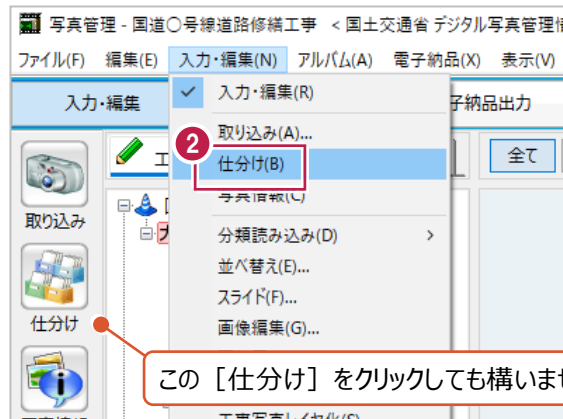 写真管理 - 国道〇号線道路修繕工事 < 国土交通省 デジタル写真管理
ファイル(F) 編集(E) 入力・編集(N) アルバム(A) 電子納品(X) 表示(V)
入力・編集
子納品出力
入力・編集(R)
取り込み(A)...
2
仕分け(B)
全て
写真情報(C)
取り込み
分類読み込み(D) >
並べ替え(E)...
スライド(F)...
仕分け
画像編集(G)...
この［仕分け］をクリックしても構いませ